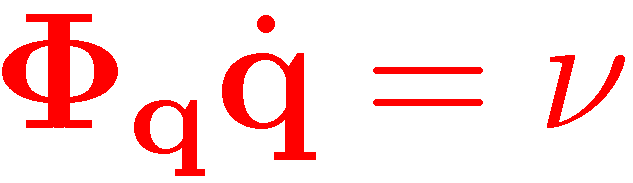 𝚽_𝐪 𝐪̇ = ν